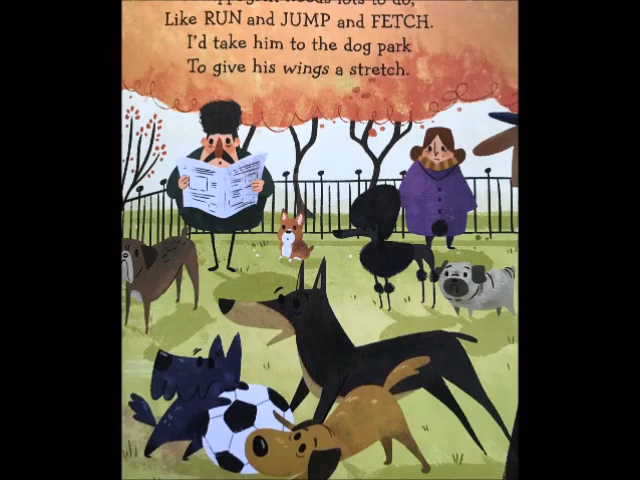 needs lots to do,
Like RUN and JUMP and FETCH.
I'd take him to the dog park
To give his wings a stretch.